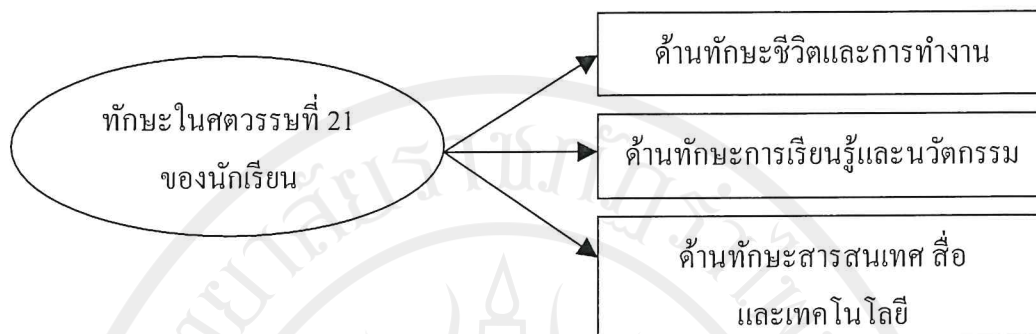 ทักษะในศตวรรษที่ 21
ของนักเรียน
ด้านทักษะชีวิตและการทำงาน
ด้านทักษะการเรียนรู้และนวัตกรรม
ด้านทักษะสารสนเทศ สื่อ
และเทคโนโลยี